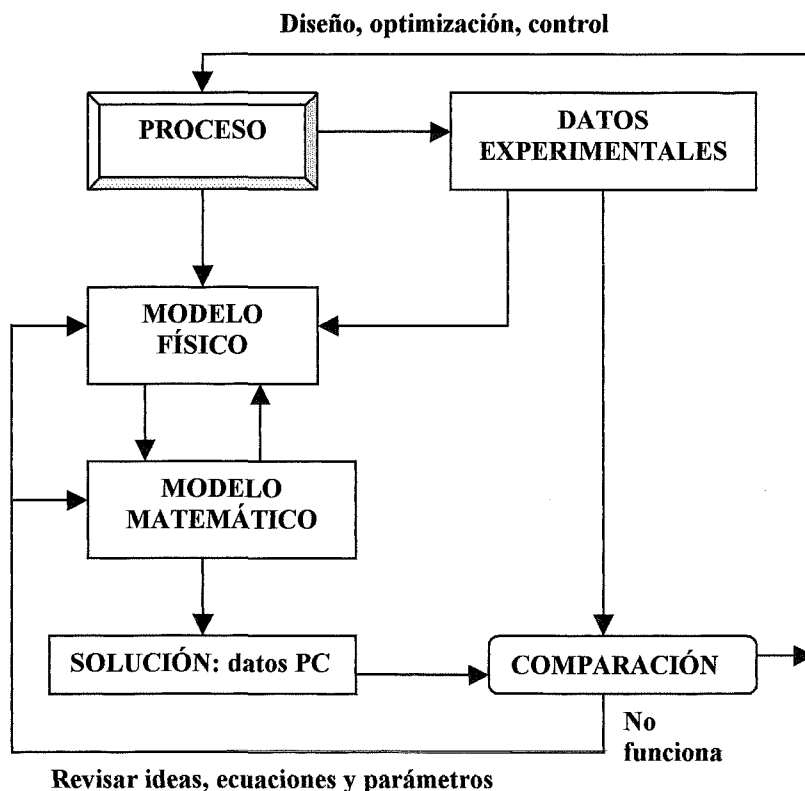 Diseño, optimización, control
PROCESO
DATOS
EXPERIMENTALES
MODELO
FÍSICO
MODELO
MATEMÁTICO
SOLUCIÓN: datos PC
COMPARACIÓN
No
funciona
Revisar ideas, ecuaciones y parámetros